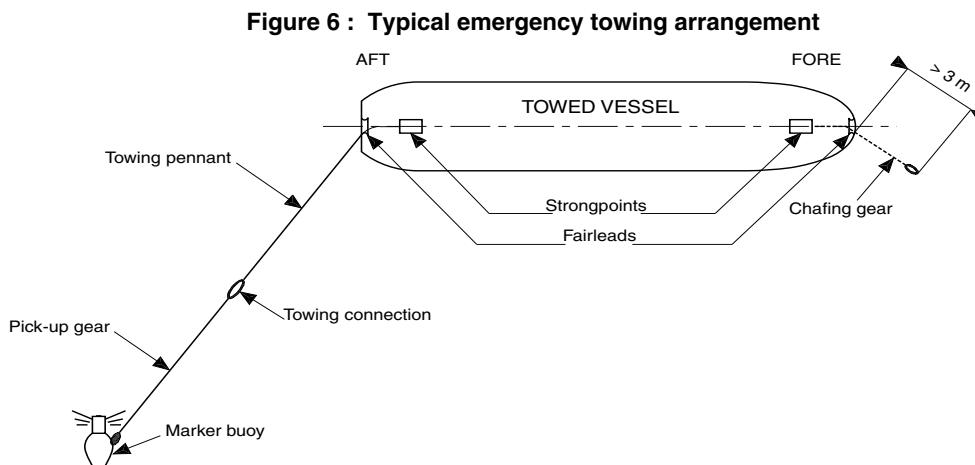 Figure 6 : Typical emergency towing arrangement
AFT
FORE
> 3 m
TOWED VESSEL
Towing pennant
Strongpoints
Chafing gear
Fairleads
Towing connection
Pick-up gear
Marker buoy